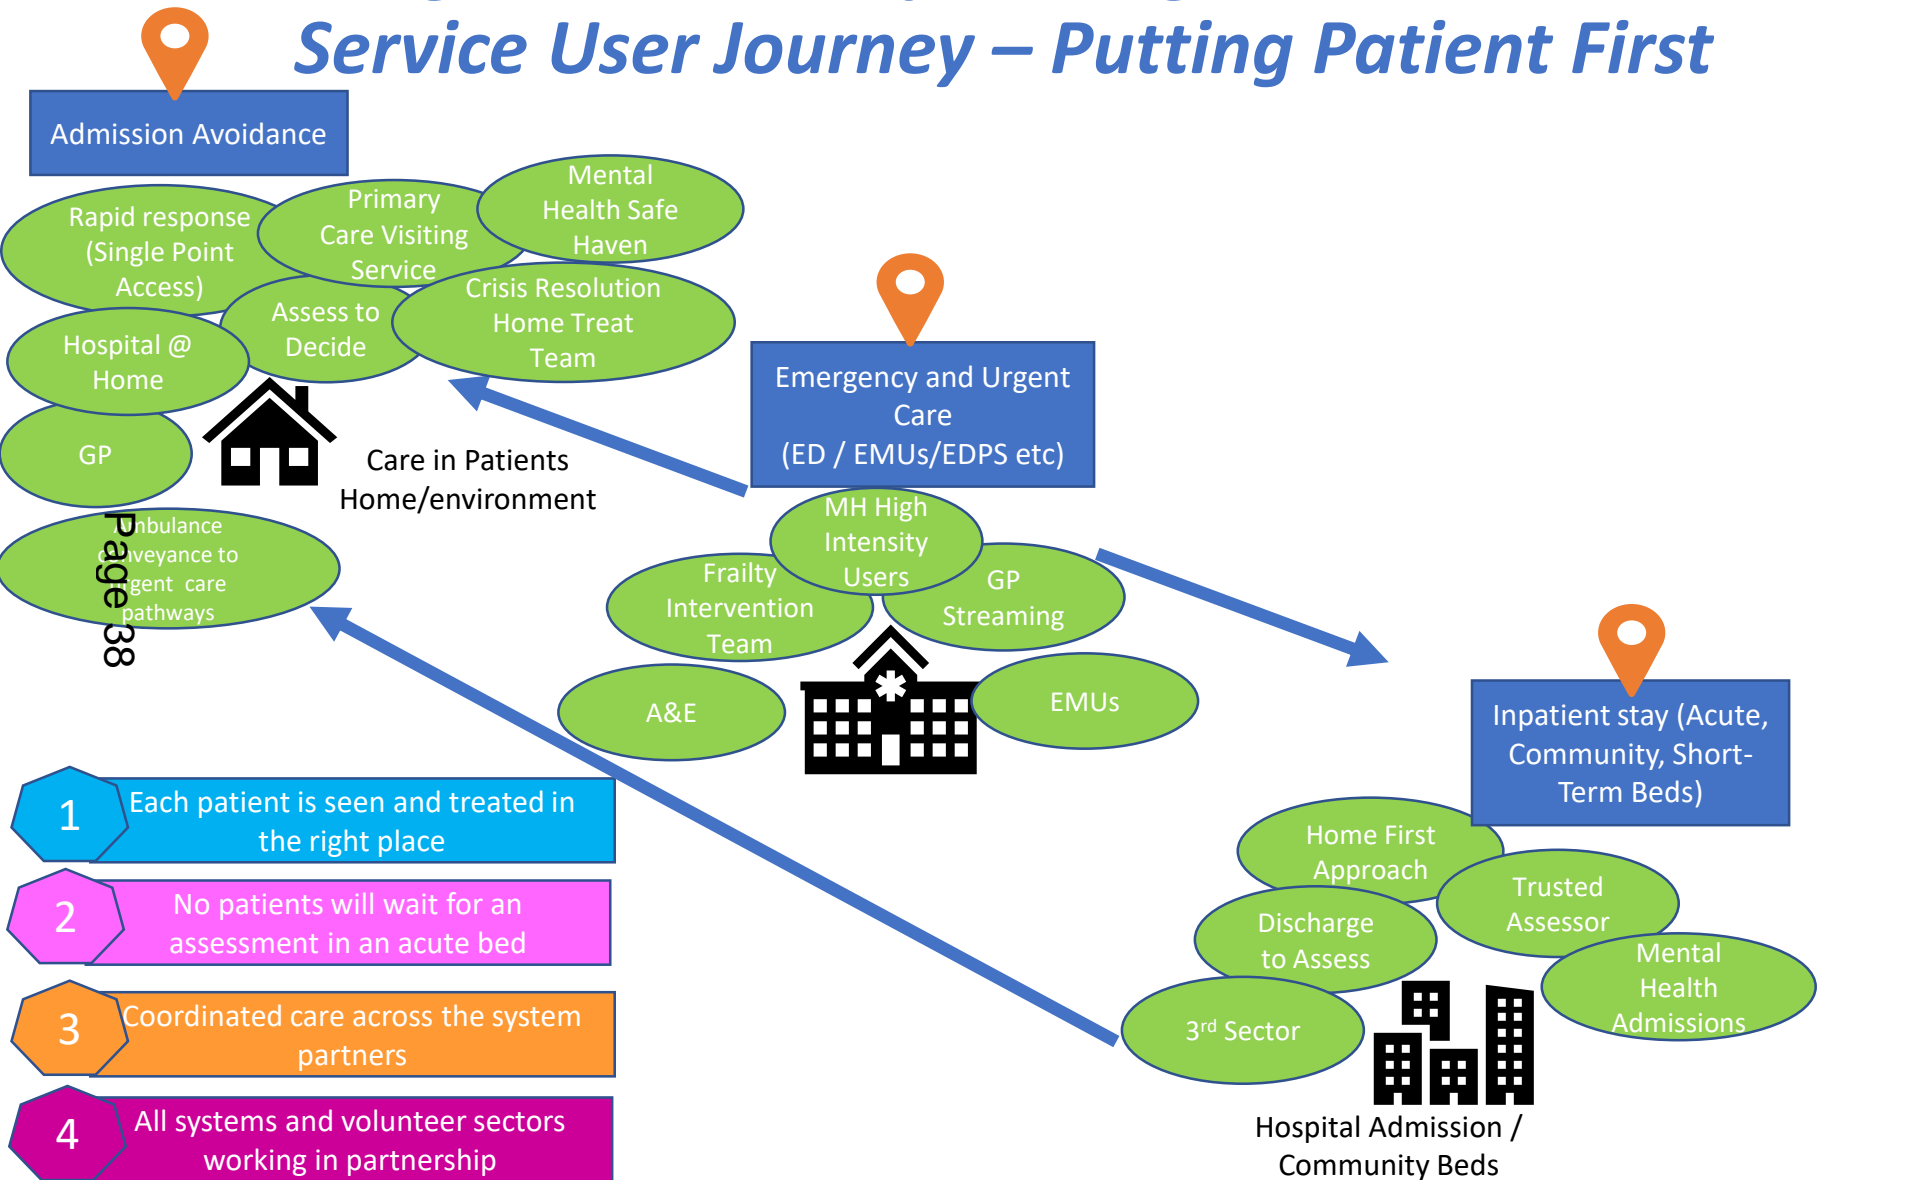 Service User Journey – Putting Patient First
Admission Avoidance
Rapid response
(Single Point
Access)
Primary
Care Visiting
Service
Mental
Health Safe
Haven
Assess to
Decide
Crisis Resolution
Home Treat
Team
Hospital @
Home
GP
Care in Patients
Home/environment
Ambulance
conveyance to
urgent care
pathways
Page 38
Emergency and Urgent
Care
(ED / EMUs/EDPS etc)
MH High
Intensity
Users
Frailty
Intervention
Team
GP
Streaming
A&E
EMUs
Inpatient stay (Acute,
Community, Short-
Term Beds)
Home First
Approach
Trusted
Assessor
Discharge
to Assess
Mental
Health
Admissions
3rd Sector
Hospital Admission /
Community Beds
1
Each patient is seen and treated in
the right place
2
No patients will wait for an
assessment in an acute bed
3
Coordinated care across the system
partners
4
All systems and volunteer sectors
working in partnership